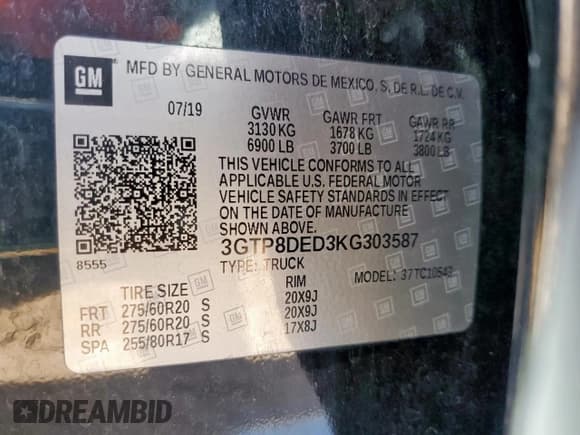 GM
MFD BY GENERAL MOTORS DE MEXICO, S. DE R.L. DE C.V.
07/19 GVWR GAWR FRT GAWR RR
3130 KG 1678 KG 1724 KG
6900 LB 3700 LB 3800 LB
THIS VEHICLE CONFORMS TO ALL
APPLICABLE U.S. FEDERAL MOTOR
VEHICLE SAFETY STANDARDS IN EFFECT
ON THE DATE OF MANUFACTURE
SHOWN ABOVE.
3GTP8DED3KG303587
8555
TYPE: TRUCK MODEL: 37TC10543
TIRE SIZE RIM
FRT 275/60R20 S 20X9J
RR 275/60R20 S 20X9J
SPA 255/80R17 S 17X8J
DREAMBID